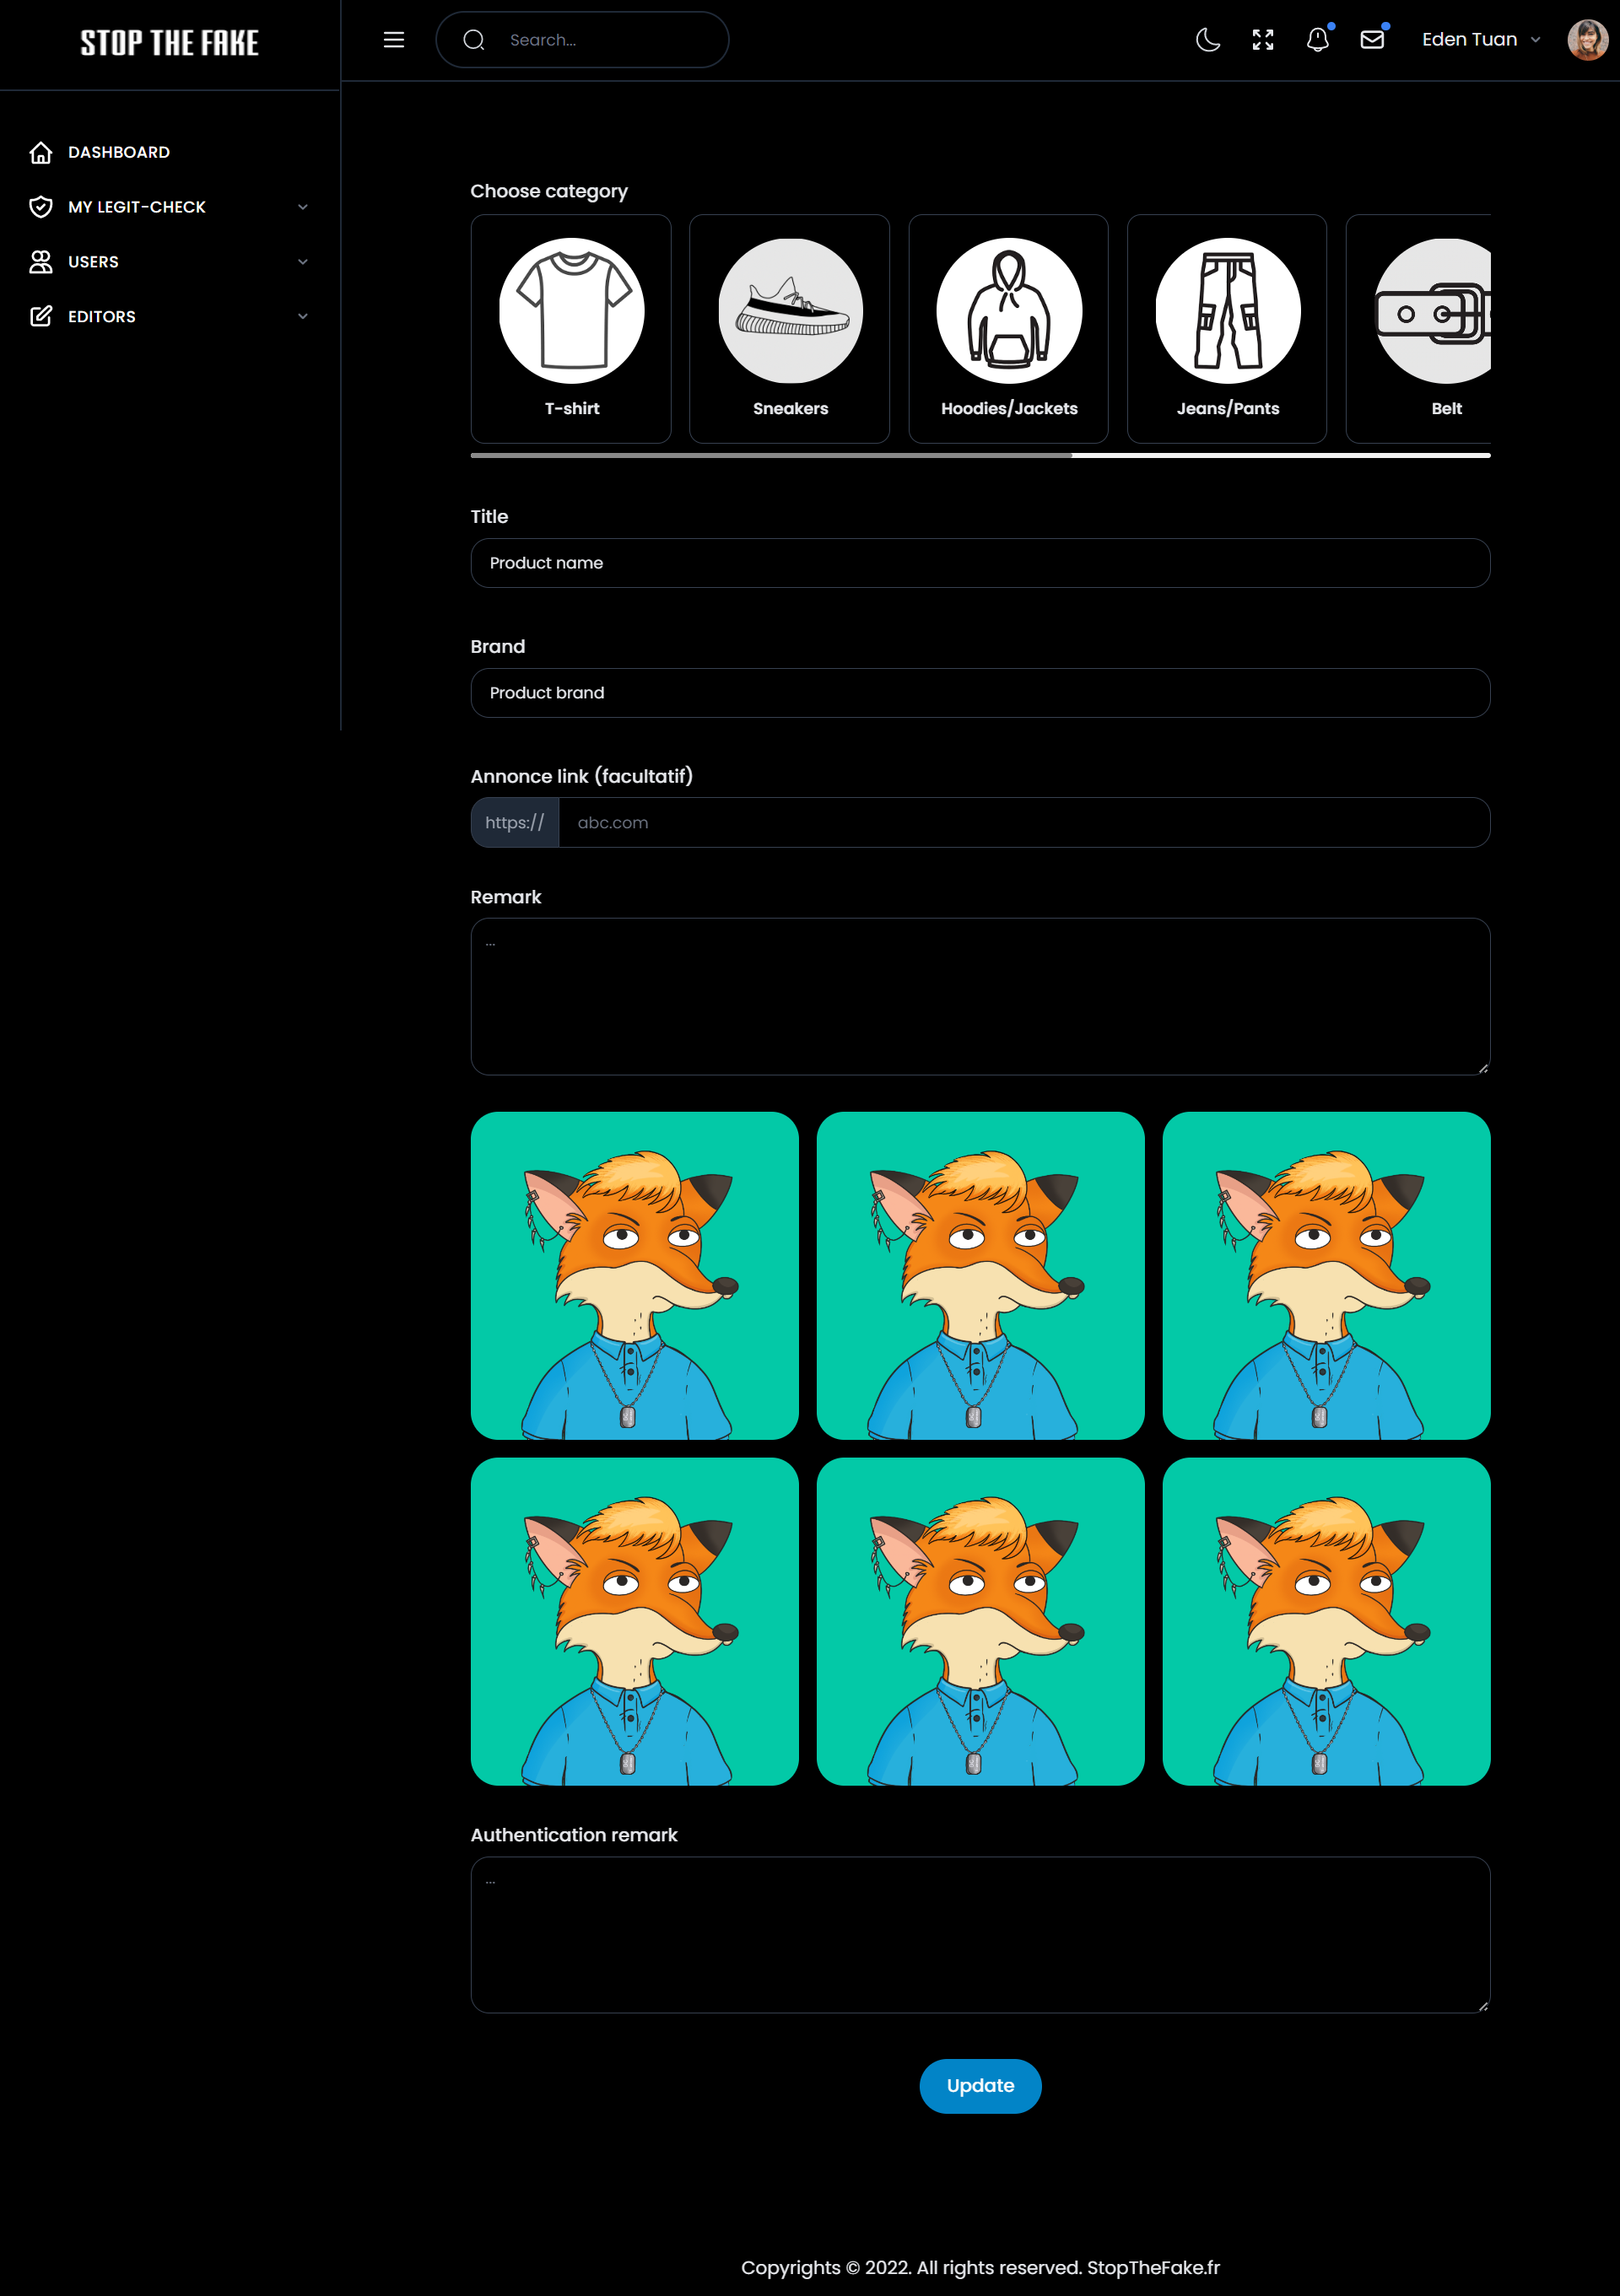 STOP THE FAKE
Search...
Eden Tuan
DASHBOARD
MY LEGIT-CHECK
USERS
EDITORS
Choose category
T-shirt
Sneakers
Hoodies/Jackets
Jeans/Pants
Belt
Title
Product name
Brand
Product brand
Annonce link (facultatif)
https://
abc.com
Remark
...
Authentication remark
...
Update
Copyrights © 2022. All rights reserved. StopTheFake.fr